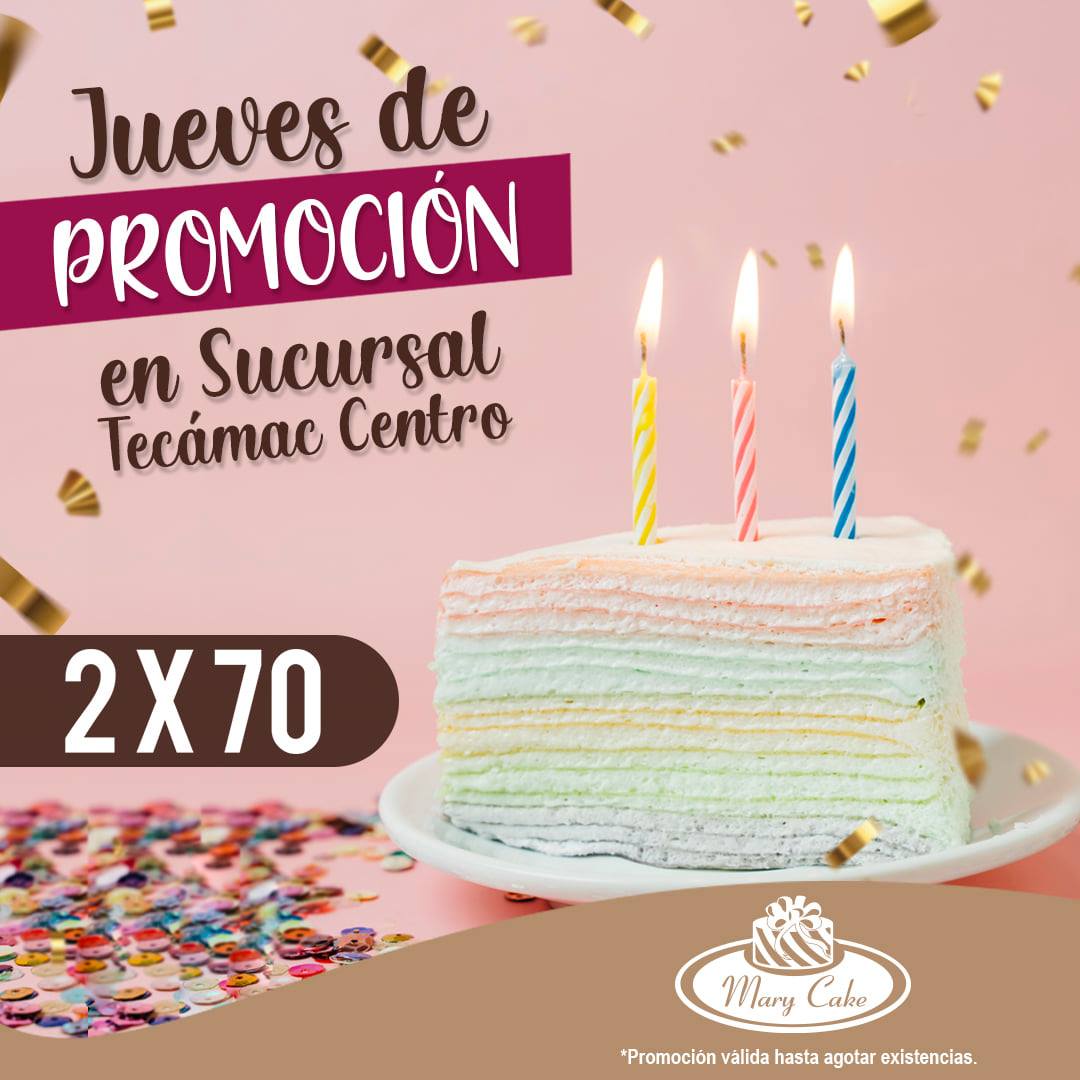 Jueves de
PROMOCIÓN
en Sucursal
Tecámac Centro
2 X 70
Mary Cake
*Promoción válida hasta agotar existencias.